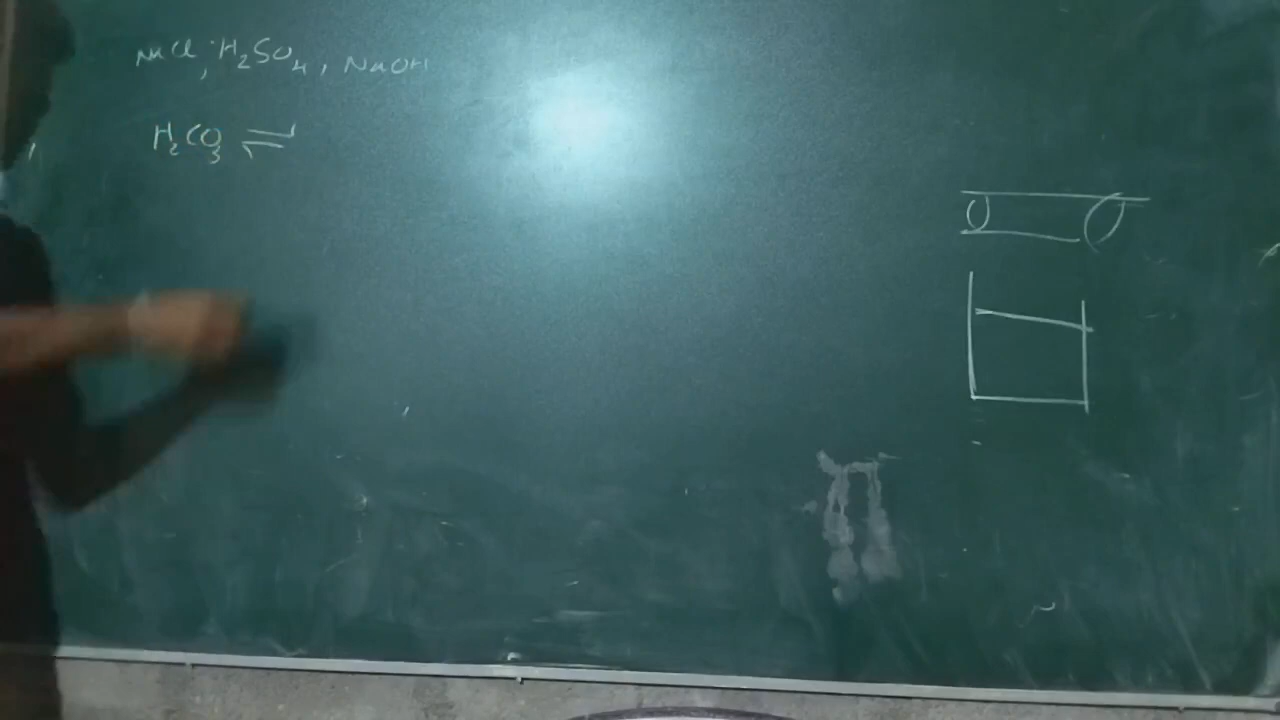 NaCl, H₂SO₄, NaOH
H₂CO₃ ⇌